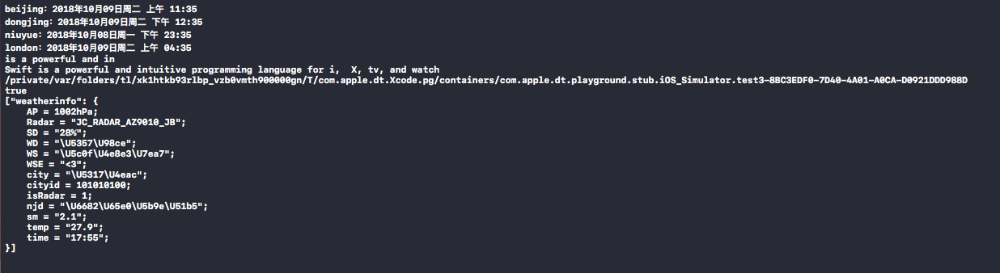 beijing: 2018年10月09日周二 上午 11:35
dongjing: 2018年10月09日周二 下午 12:35
niuyue: 2018年10月08日周一 下午 23:35
london: 2018年10月09日周二 上午 04:35
is a powerful and in
Swift is a powerful and intuitive programming language for i,  X, tv, and watch
/private/var/folders/tl/xk1htkb93rlbp_vzb0vmth900000gn/T/com.apple.dt.Xcode.pg/containers/com.apple.dt.playground.stub.iOS_Simulator.test3-8BC3EDF0-7D40-4A01-A0CA-D0921DDD988D
true
["weatherinfo": {
    AP = 1002hPa;
    Radar = "JC_RADAR_AZ9010_JB";
    SD = "28%";
    WD = "\U5357\U98ce";
    WS = "\U5c0f\U4e8e3\U7ea7";
    WSE = "<3";
    city = "\U5317\U4eac";
    cityid = 101010100;
    isRadar = 1;
    njd = "\U6682\U65e0\U5b9e\U51b5";
    sm = "2.1";
    temp = "27.9";
    time = "17:55";
}]